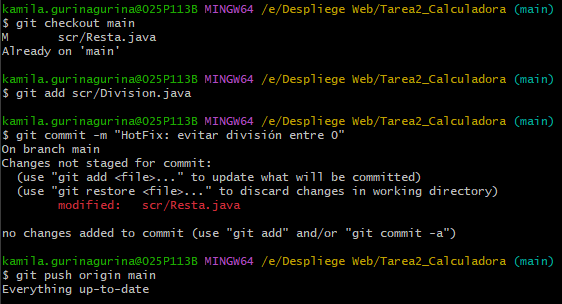 kamila.gurinagurina@O25P113B MINGW64 /e/Despliege Web/Tarea2_Calculadora (main)
$ git checkout main
M       scr/Resta.java
Already on 'main'
kamila.gurinagurina@O25P113B MINGW64 /e/Despliege Web/Tarea2_Calculadora (main)
$ git add scr/Division.java
kamila.gurinagurina@O25P113B MINGW64 /e/Despliege Web/Tarea2_Calculadora (main)
$ git commit -m "HotFix: evitar división entre 0"
On branch main
Changes not staged for commit:
  (use "git add <file>..." to update what will be committed)
  (use "git restore <file>..." to discard changes in working directory)
        modified:   scr/Resta.java
no changes added to commit (use "git add" and/or "git commit -a")
kamila.gurinagurina@O25P113B MINGW64 /e/Despliege Web/Tarea2_Calculadora (main)
$ git push origin main
Everything up-to-date